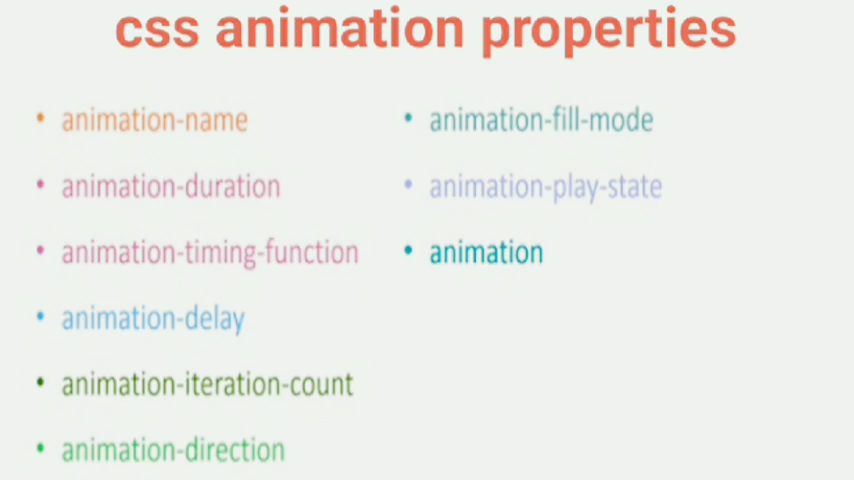 css animation properties
• animation-name
• animation-duration
• animation-timing-function
• animation-delay
• animation-iteration-count
• animation-direction
• animation-fill-mode
• animation-play-state
• animation